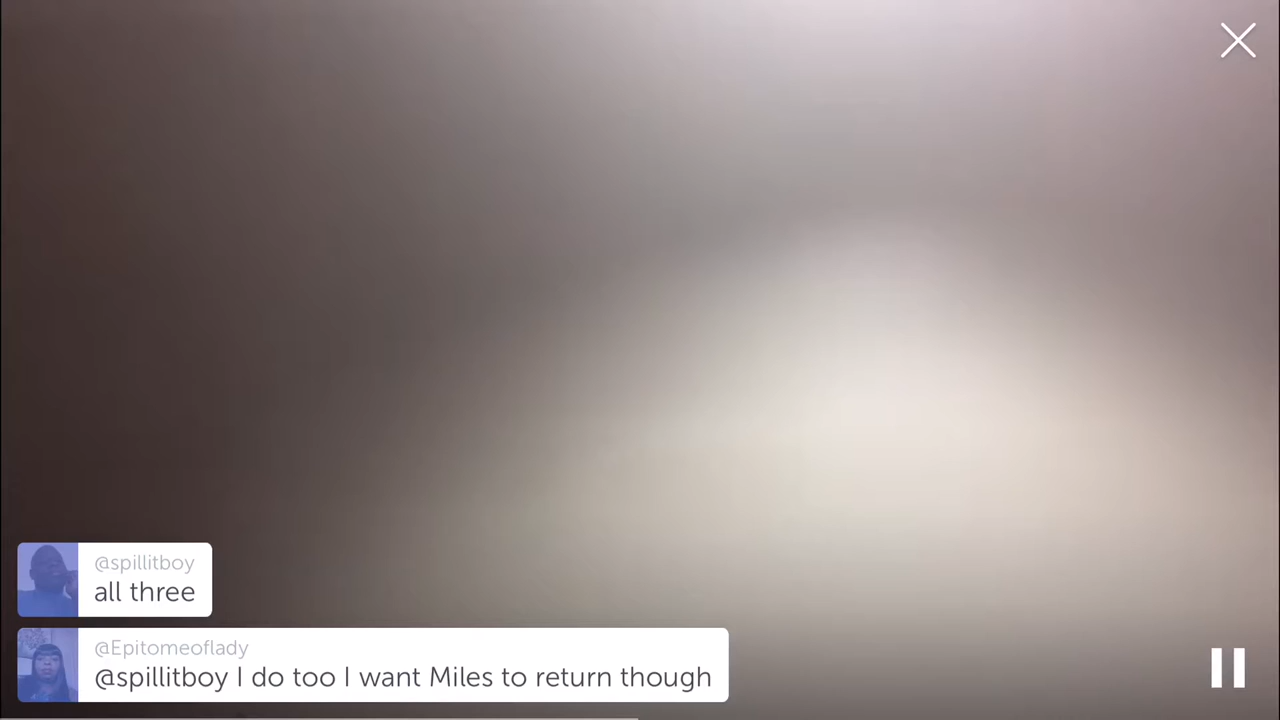 @spillitboy
all three
@Epitomeoflady
@spillitboy I do too I want Miles to return though